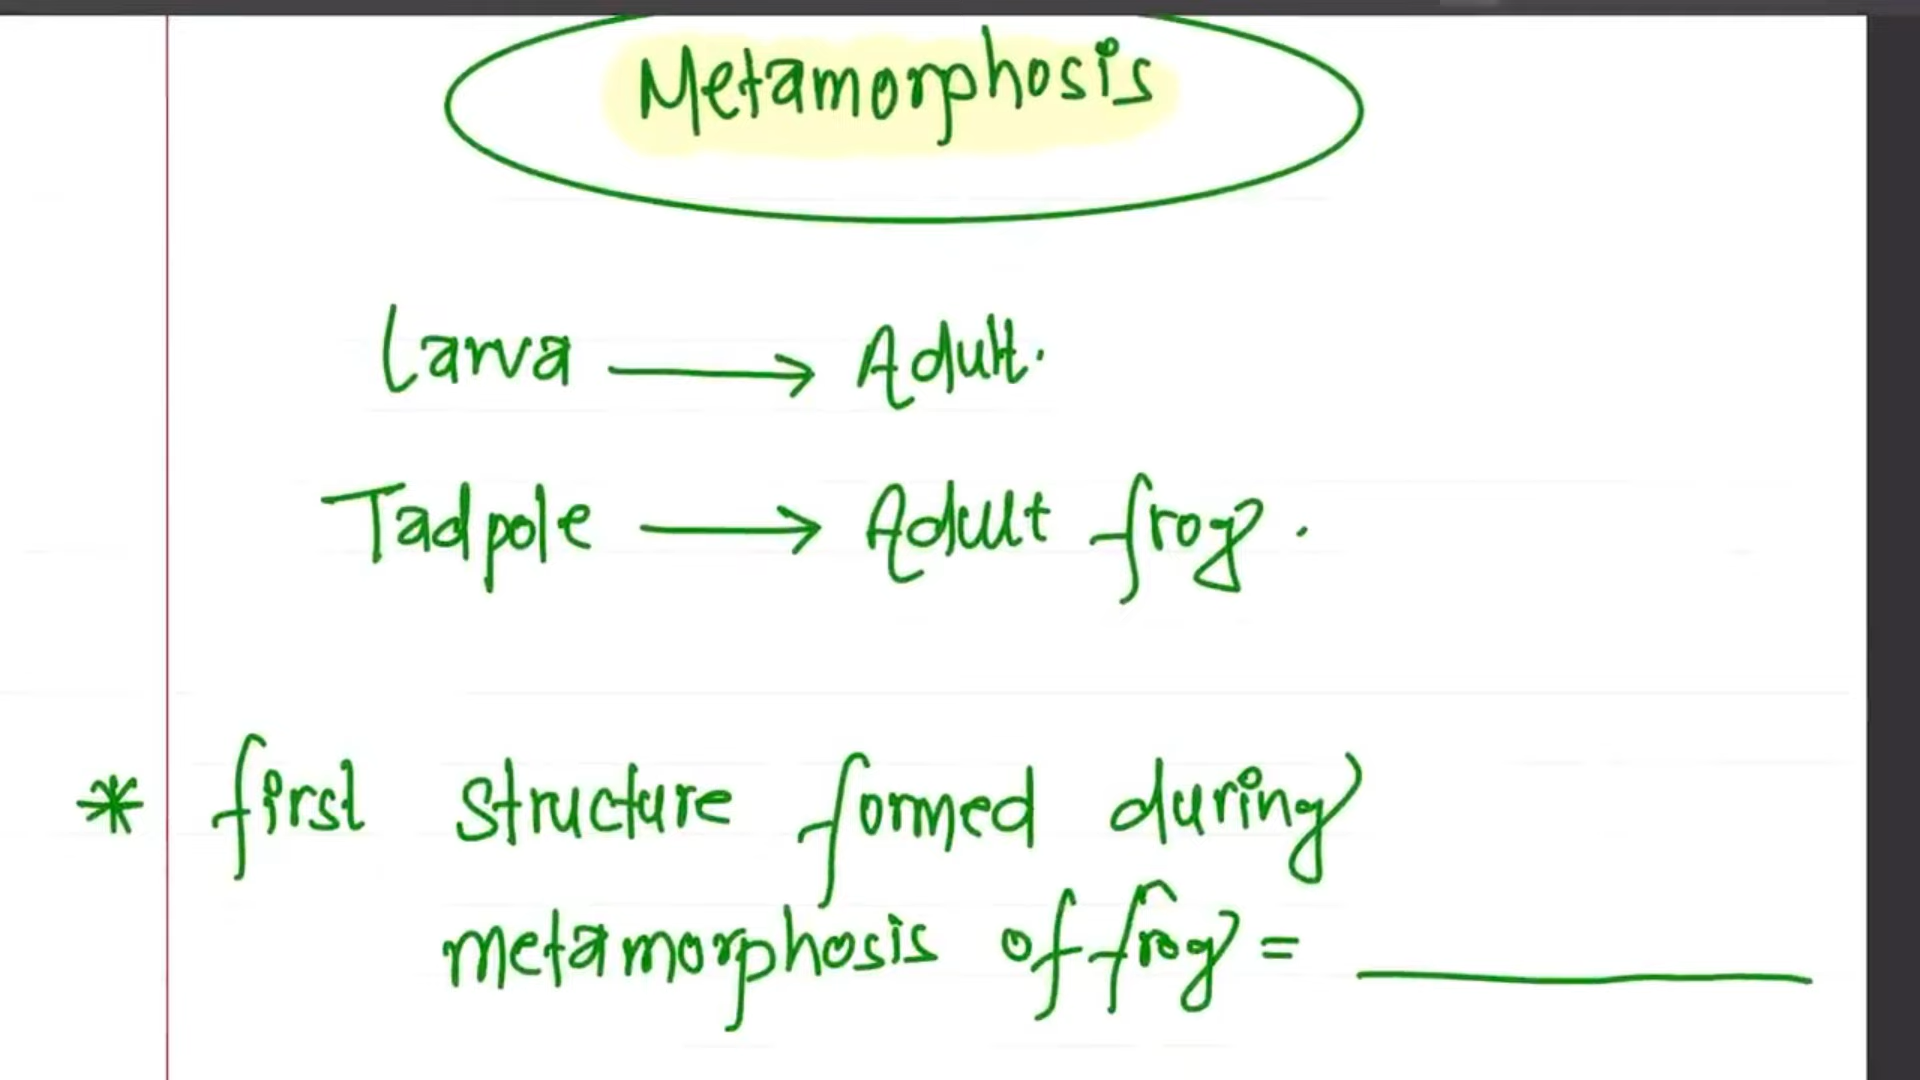 Metamorphosis
Larva → Adult.
Tadpole → Adult frog.
* first structure formed during
metamorphosis of frog = ________